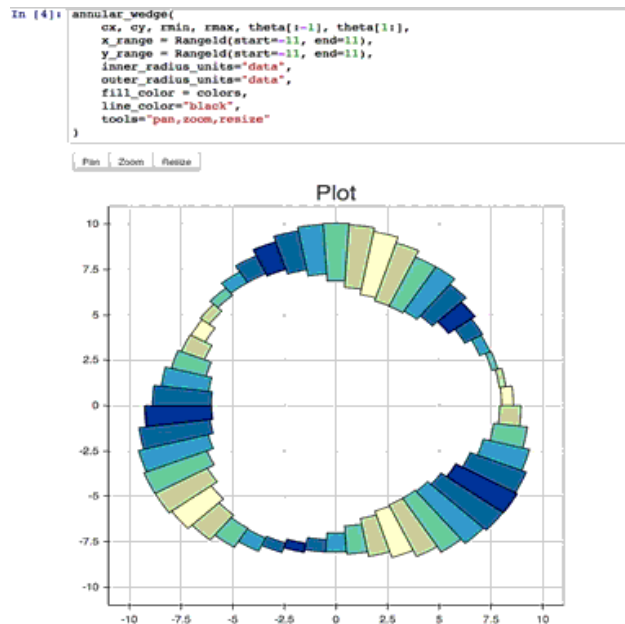 In [4]: annular_wedge(
cx, cy, rmin, rmax, theta[:-1], theta[1:],
x_range = Range1d(start=-11, end=11),
y_range = Range1d(start=-11, end=11),
inner_radius_units="data",
outer_radius_units="data",
fill_color = colors,
line_color="black",
tools="pan,zoom,resize"
)
Pan Zoom Resize
Plot
10
7.5
5
2.5
0
-2.5
-5
-7.5
-10
-10 -7.5 -5 -2.5 0 2.5 5 7.5 10